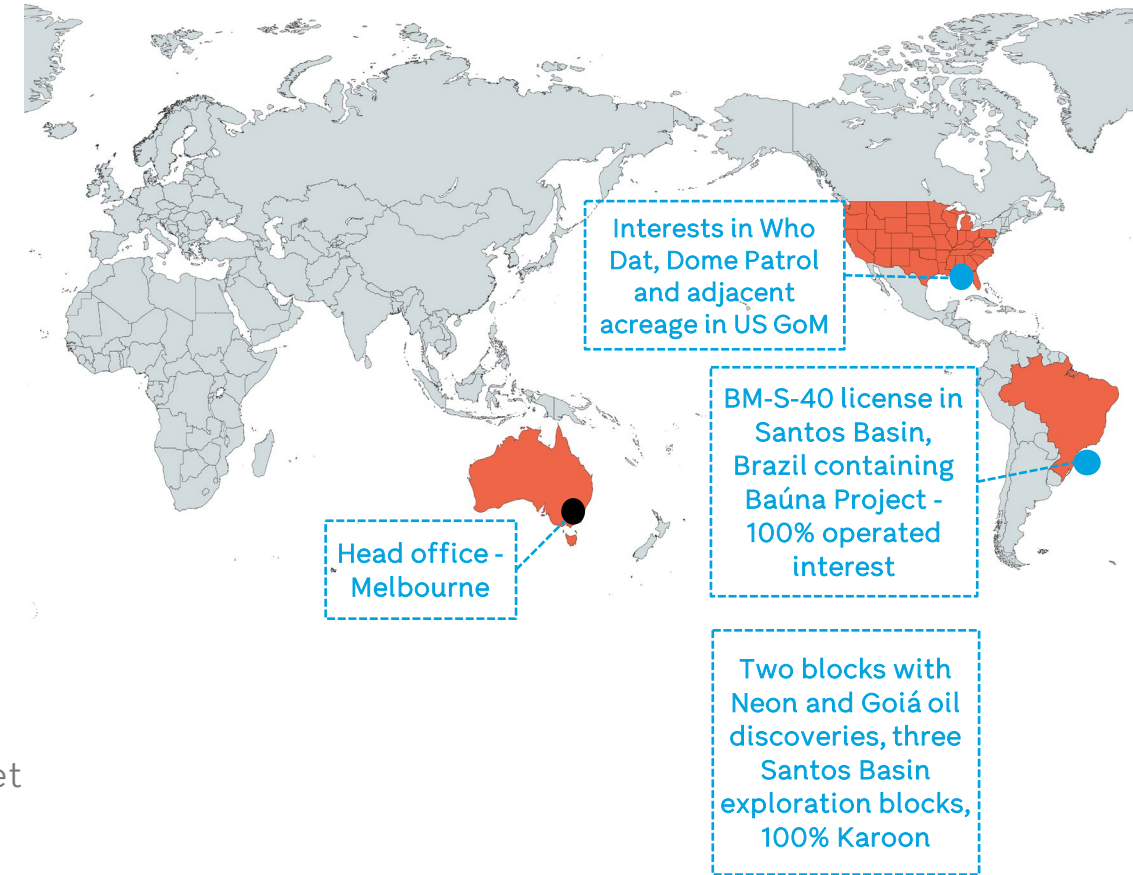 Interests in Who
Dat, Dome Patrol
and adjacent
acreage in US GoM
BM-S-40 license in
Santos Basin,
Brazil containing
Baúna Project -
100% operated
interest
Head office -
Melbourne
Two blocks with
Neon and Goiá oil
discoveries, three
Santos Basin
exploration blocks,
100% Karoon
et